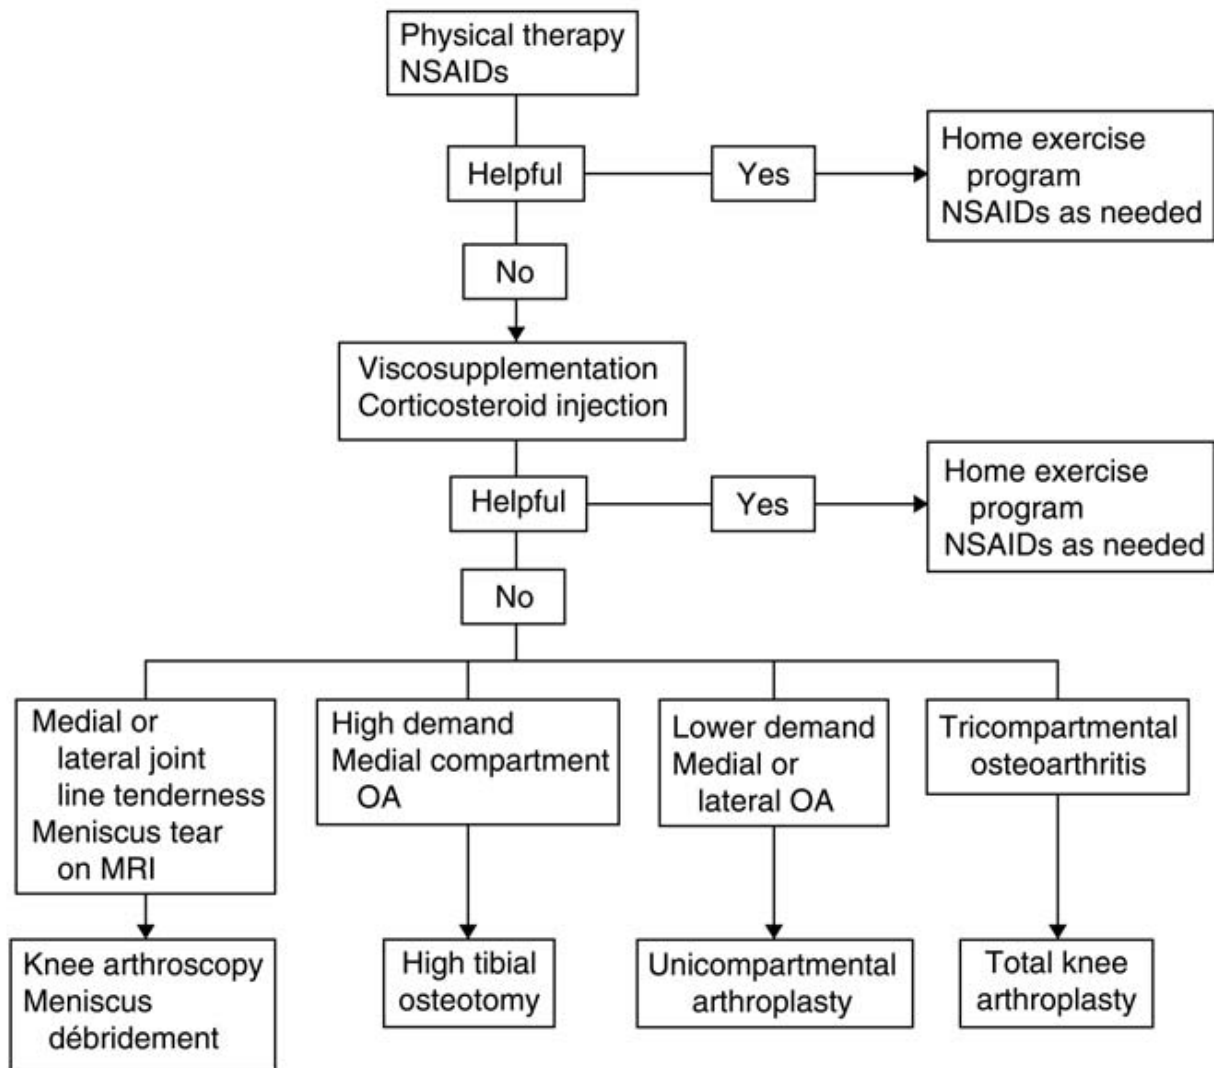 Physical therapy
NSAIDs
Helpful
Yes
Home exercise
program
NSAIDs as needed
No
Viscosupplementation
Corticosteroid injection
Helpful
Yes
Home exercise
program
NSAIDs as needed
No
Medial or
lateral joint
line tenderness
Meniscus tear
on MRI
High demand
Medial compartment
OA
Lower demand
Medial or
lateral OA
Tricompartmental
osteoarthritis
Knee arthroscopy
Meniscus
débridement
High tibial
osteotomy
Unicompartmental
arthroplasty
Total knee
arthroplasty